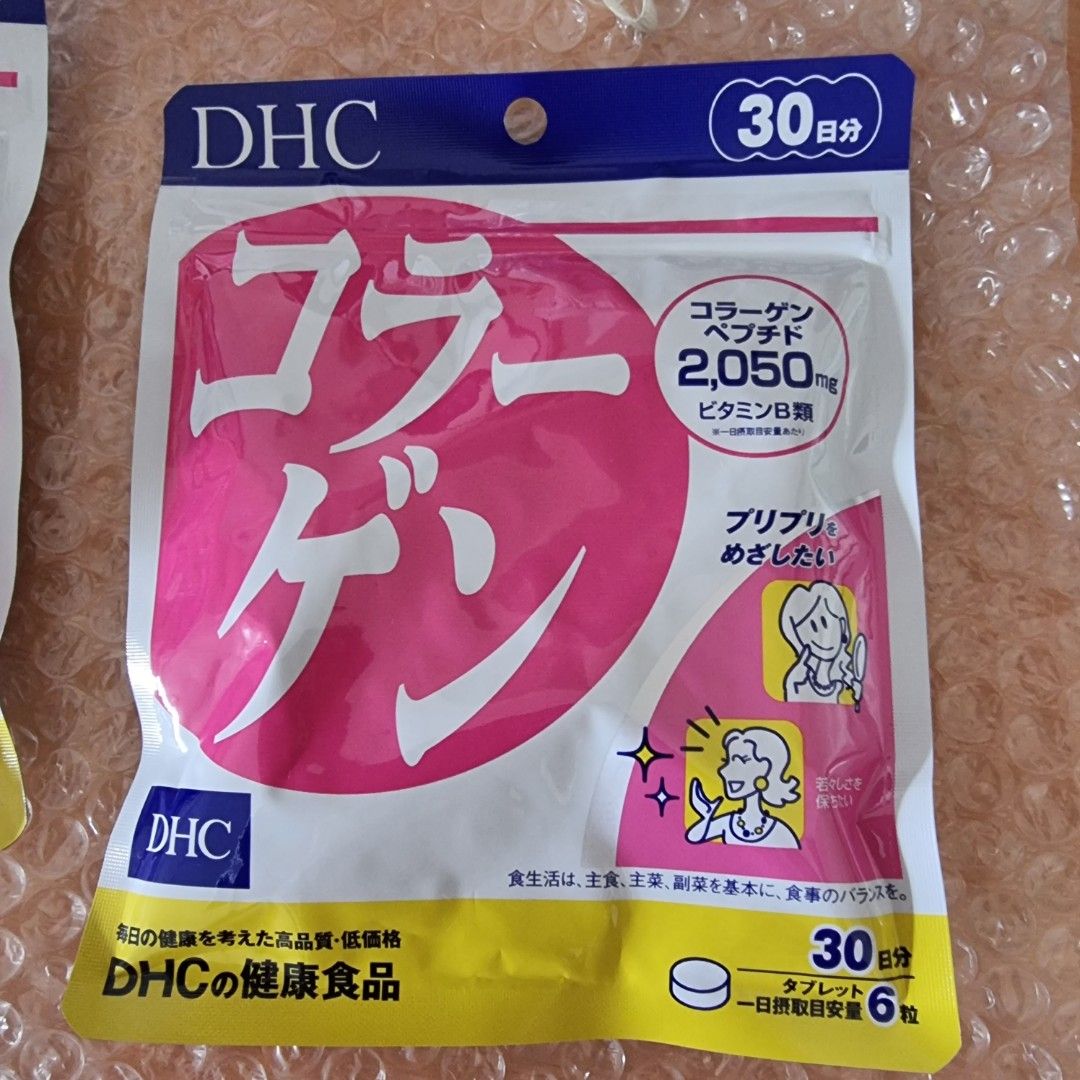 DHC
30日分
コラー
ゲン
コラーゲン
ペプチド
2,050mg
ビタミンB類
※一日摂取目安量あたり
プリプリを
めざしたい
若々しさを
保ちたい
DHC
食生活は、主食、主菜、副菜を基本に、食事のバランスを。
毎日の健康を考えた高品質・低価格
DHCの健康食品
30日分
タブレット
一日摂取目安量 6粒